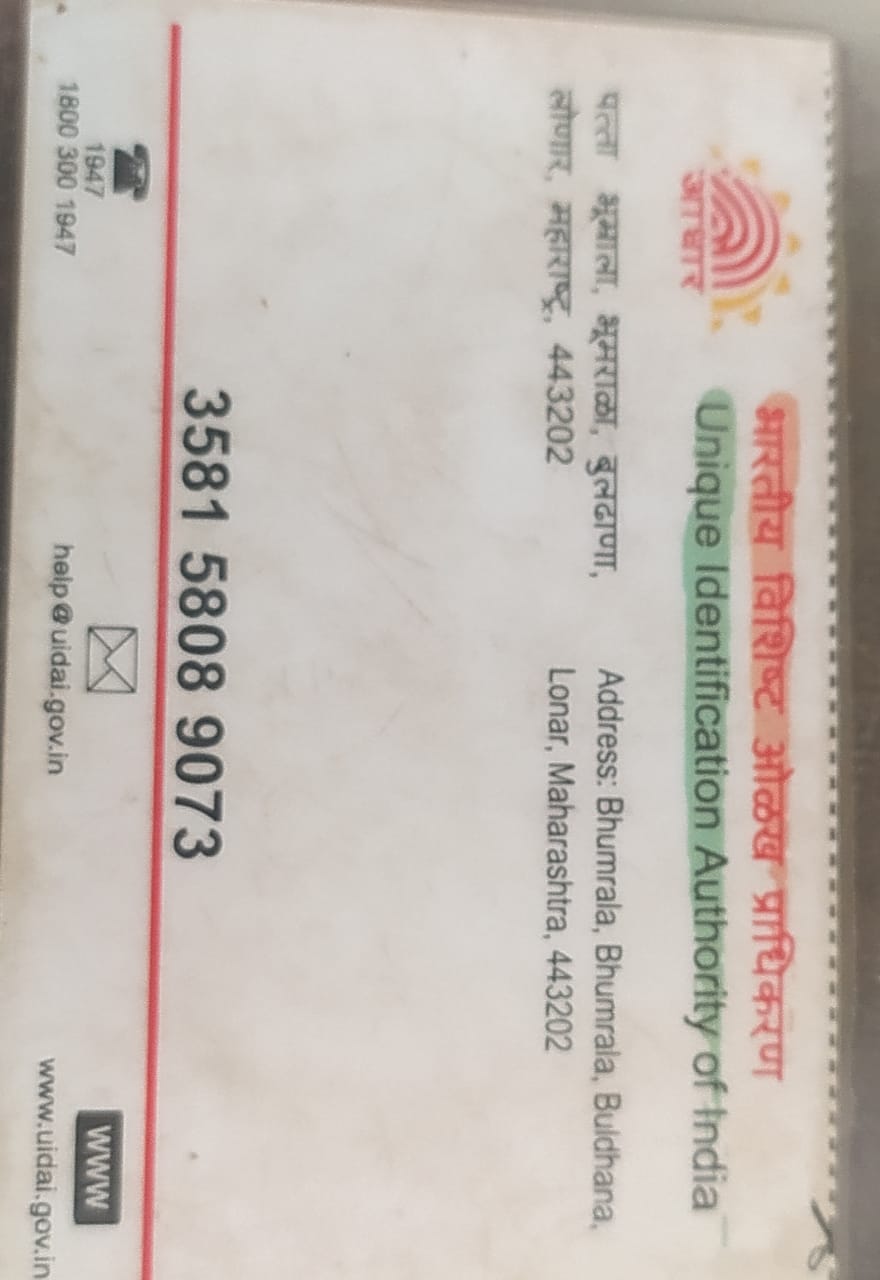 आधार
भारतीय विशिष्ट ओळख प्राधिकरण
Unique Identification Authority of India
पत्ता भूमाला, भूमराळा, बुलढाणा,
लोणार, महाराष्ट्र, 443202
Address: Bhumrala, Bhumrala, Buldhana,
Lonar, Maharashtra, 443202
3581 5808 9073
1947
1800 300 1947
help@uidai.gov.in
WWW
www.uidai.gov.in